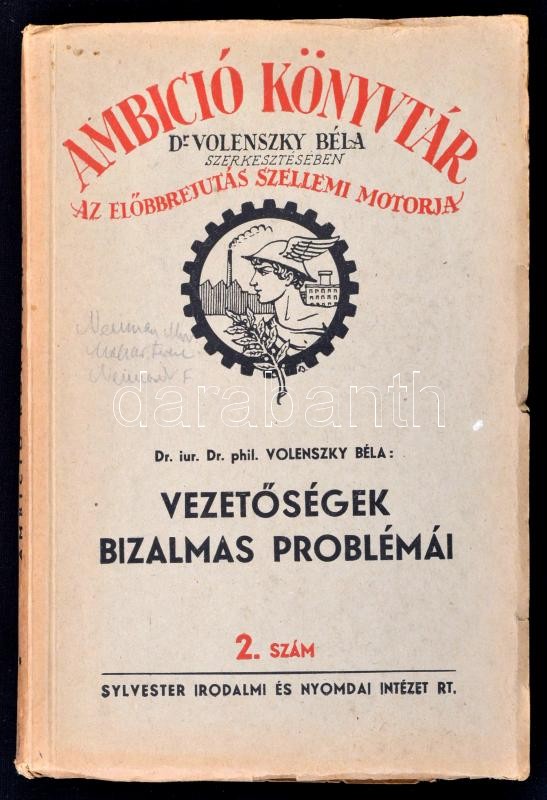 AMBICIÓ KÖNYVTÁR
Dr VOLENSZKY BÉLA
SZERKESZTÉSÉBEN
AZ ELŐBBREJUTÁS SZELLEMI MOTORJA
darabanth
Dr. iur. Dr. phil. VOLENSZKY BÉLA:
VEZETŐSÉGEK
BIZALMAS PROBLÉMÁI
2. SZÁM
SYLVESTER IRODALMI ÉS NYOMDAI INTÉZET RT.
AMBICIÓ